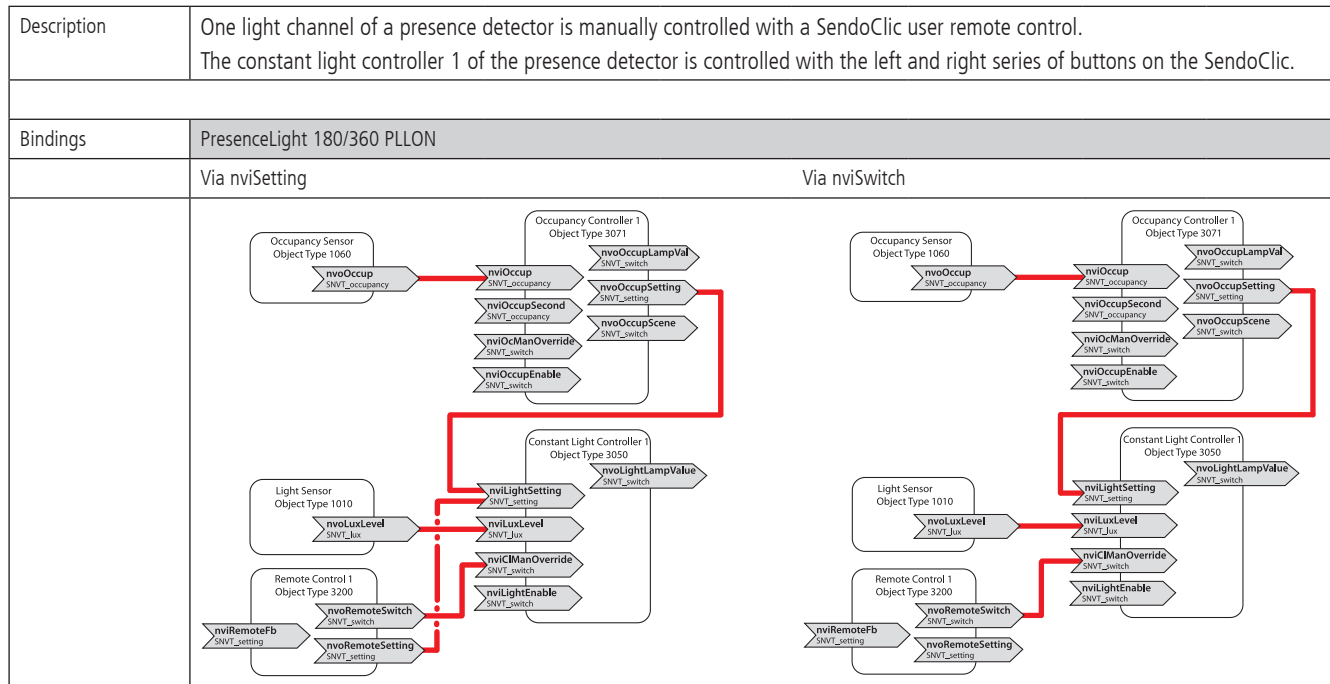 Description
One light channel of a presence detector is manually controlled with a SendoClic user remote control.
The constant light controller 1 of the presence detector is controlled with the left and right series of buttons on the SendoClic.
Bindings
PresenceLight 180/360 PLLON
Via nviSetting
Via nviSwitch
Occupancy Sensor
Object Type 1060
nvoOccup
SNVT_occupancy
Occupancy Controller 1
Object Type 3071
nvoOccupLampVal
SNVT_switch
nviOccup
SNVT_occupancy
nvoOccupSetting
SNVT_setting
nviOccupSecond
SNVT_occupancy
nvoOccupScene
SNVT_switch
nviOcManOverride
SNVT_switch
nviOccupEnable
SNVT_switch
Constant Light Controller 1
Object Type 3050
nvoLightLampValue
SNVT_switch
Light Sensor
Object Type 1010
nvoLuxLevel
SNVT_lux
nviLightSetting
SNVT_setting
nviLuxLevel
SNVT_lux
nviClManOverride
SNVT_switch
nviLightEnable
SNVT_switch
Remote Control 1
Object Type 3200
nvoRemoteSwitch
SNVT_switch
nviRemoteFb
SNVT_setting
nvoRemoteSetting
SNVT_setting
Occupancy Sensor
Object Type 1060
nvoOccup
SNVT_occupancy
Occupancy Controller 1
Object Type 3071
nvoOccupLampVal
SNVT_switch
nviOccup
SNVT_occupancy
nvoOccupSetting
SNVT_setting
nviOccupSecond
SNVT_occupancy
nvoOccupScene
SNVT_switch
nviOcManOverride
SNVT_switch
nviOccupEnable
SNVT_switch
Constant Light Controller 1
Object Type 3050
nvoLightLampValue
SNVT_switch
Light Sensor
Object Type 1010
nvoLuxLevel
SNVT_lux
nviLightSetting
SNVT_setting
nviLuxLevel
SNVT_lux
nviClManOverride
SNVT_switch
nviLightEnable
SNVT_switch
Remote Control 1
Object Type 3200
nvoRemoteSwitch
SNVT_switch
nviRemoteFb
SNVT_setting
nvoRemoteSetting
SNVT_setting